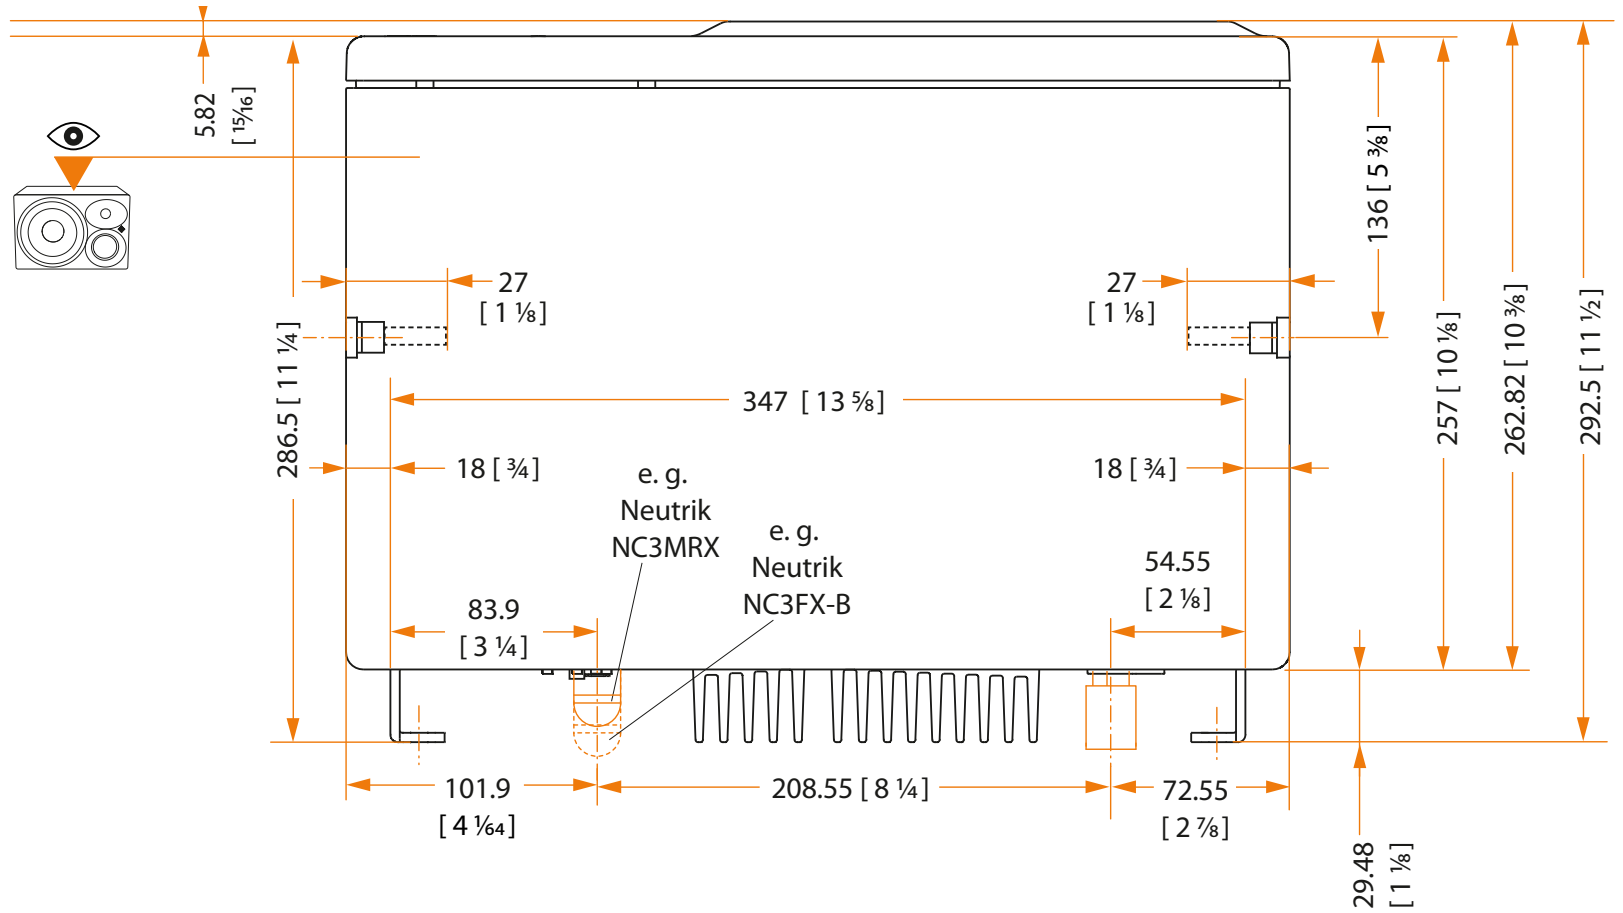 5.82
[ 15⁄16 ]
136 [ 5 ⅜ ]
27
[ 1 ⅛ ]
27
[ 1 ⅛ ]
286.5 [ 11 ¼ ]
347 [ 13 ⅝ ]
257 [ 10 ⅛ ]
262.82 [ 10 ⅜ ]
292.5 [ 11 ½ ]
18 [ ¾ ]
18 [ ¾ ]
e. g.
Neutrik
NC3MRX
e. g.
Neutrik
NC3FX-B
54.55
[ 2 ⅛ ]
83.9
[ 3 ¼ ]
101.9
[ 4 1⁄64 ]
208.55 [ 8 ¼ ]
72.55
[ 2 ⅞ ]
29.48
[ 1 ⅛ ]